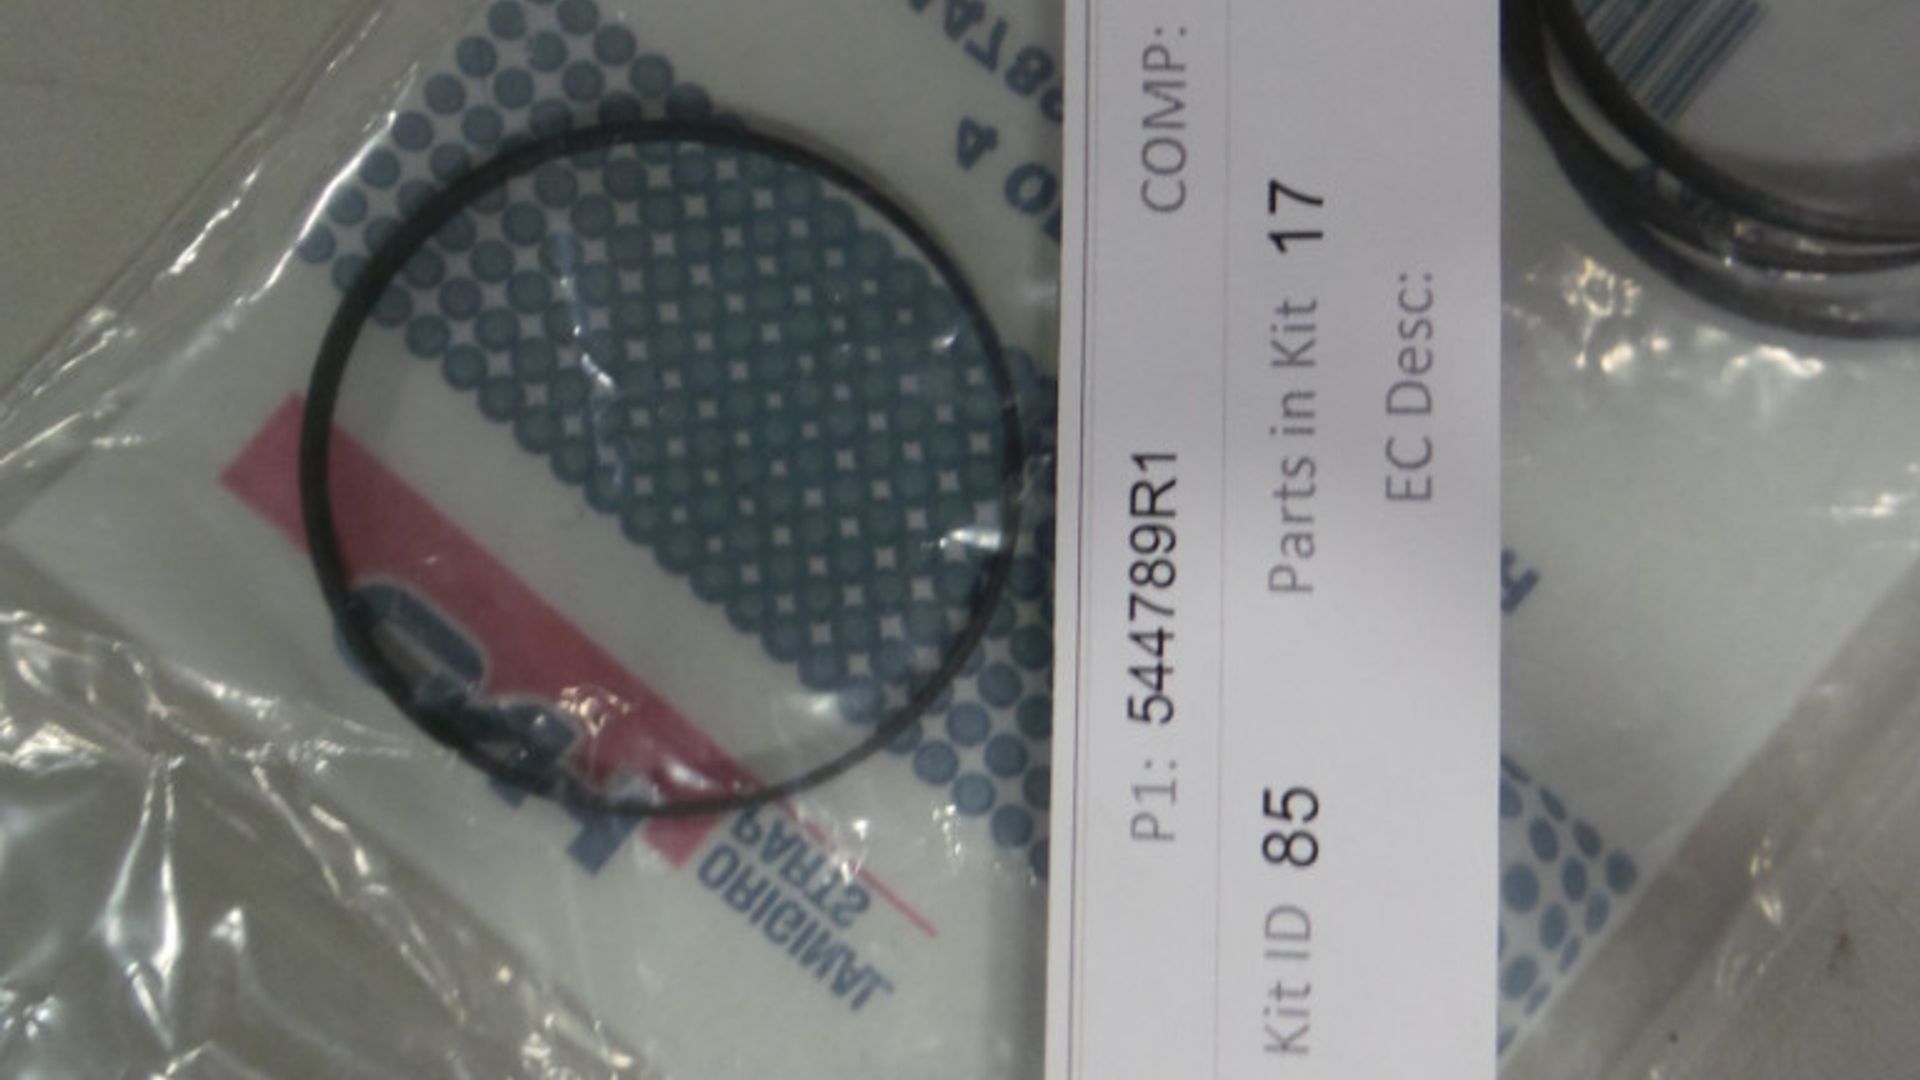 P1: 544789R1 COMP:
Kit ID 85 Parts in Kit 17
EC Desc:
ORIGINAL
PARTS